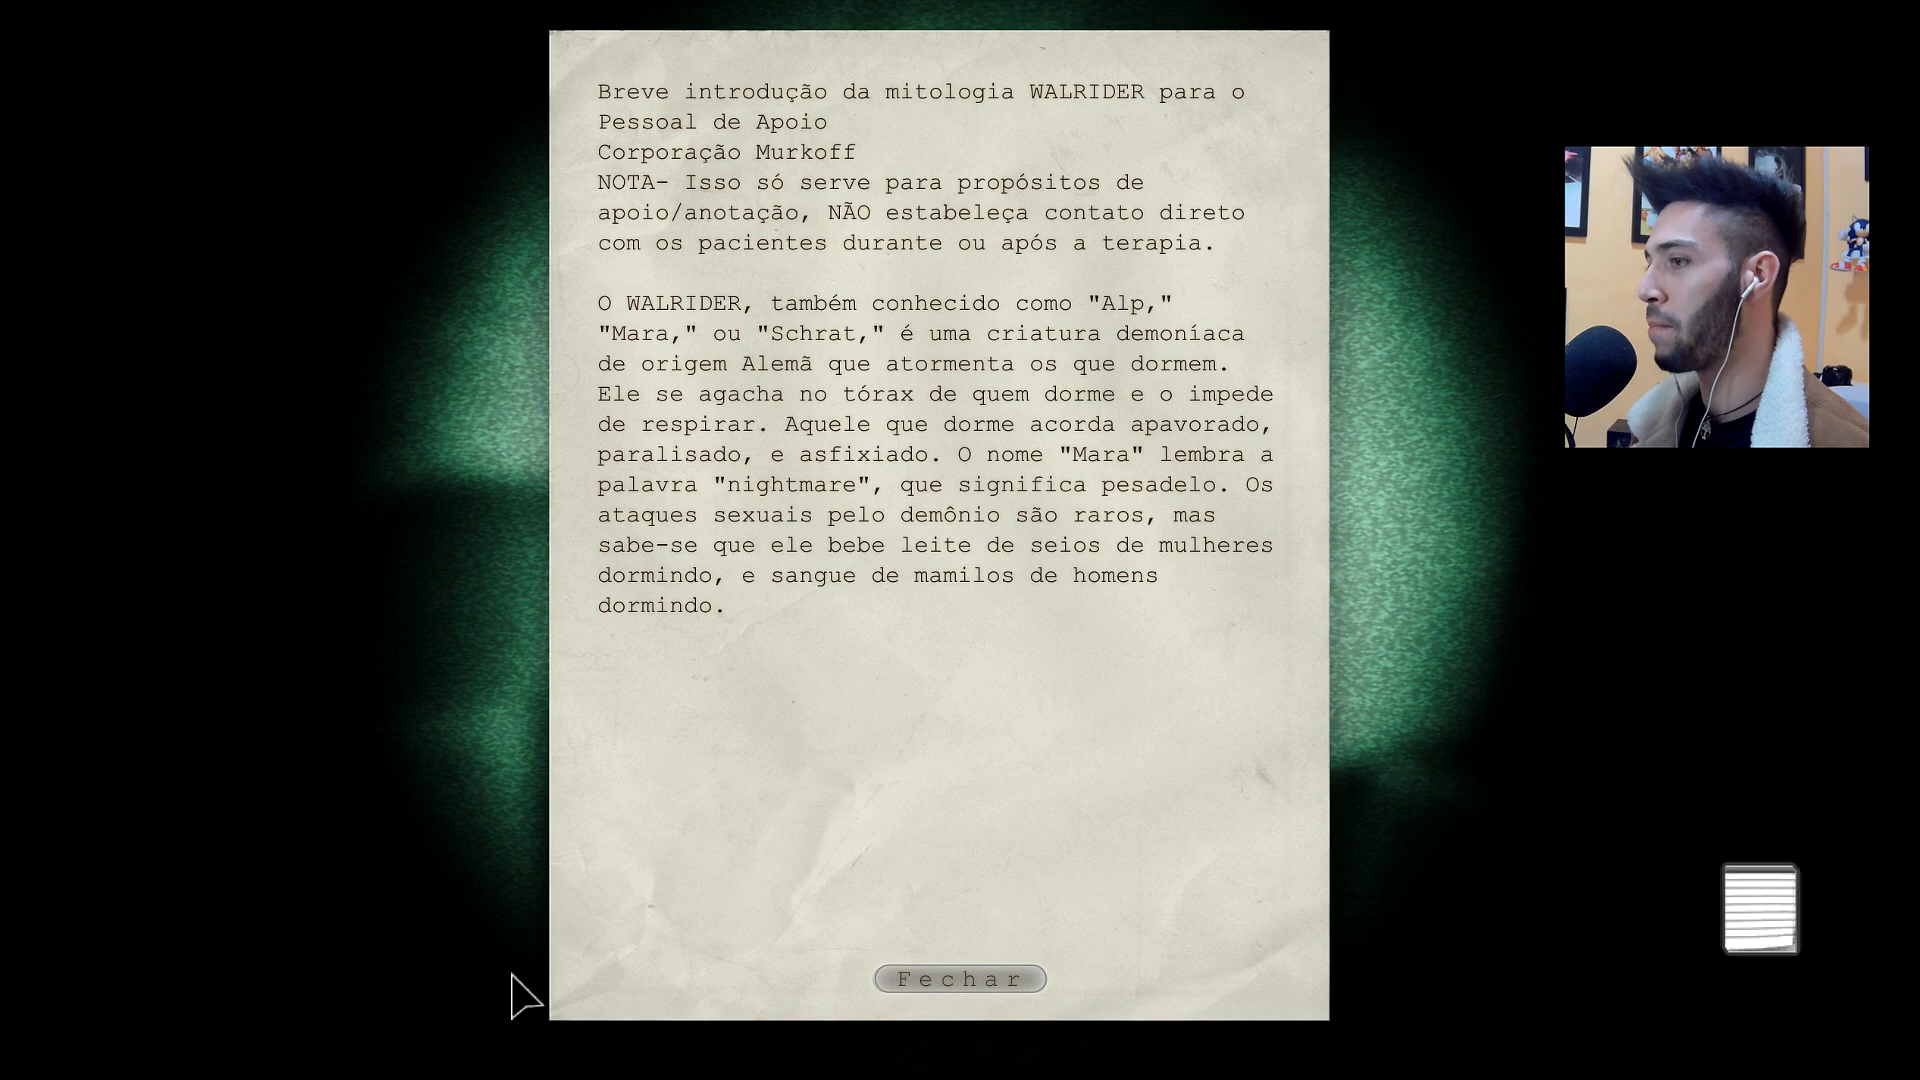 Breve introdução da mitologia WALRIDER para o
Pessoal de Apoio
Corporação Murkoff
NOTA- Isso só serve para propósitos de
apoio/anotação, NÃO estabeleça contato direto
com os pacientes durante ou após a terapia.
O WALRIDER, também conhecido como "Alp,"
"Mara," ou "Schrat," é uma criatura demoníaca
de origem Alemã que atormenta os que dormem.
Ele se agacha no tórax de quem dorme e o impede
de respirar. Aquele que dorme acorda apavorado,
paralisado, e asfixiado. O nome "Mara" lembra a
palavra "nightmare", que significa pesadelo. Os
ataques sexuais pelo demônio são raros, mas
sabe-se que ele bebe leite de seios de mulheres
dormindo, e sangue de mamilos de homens
dormindo.
Fechar